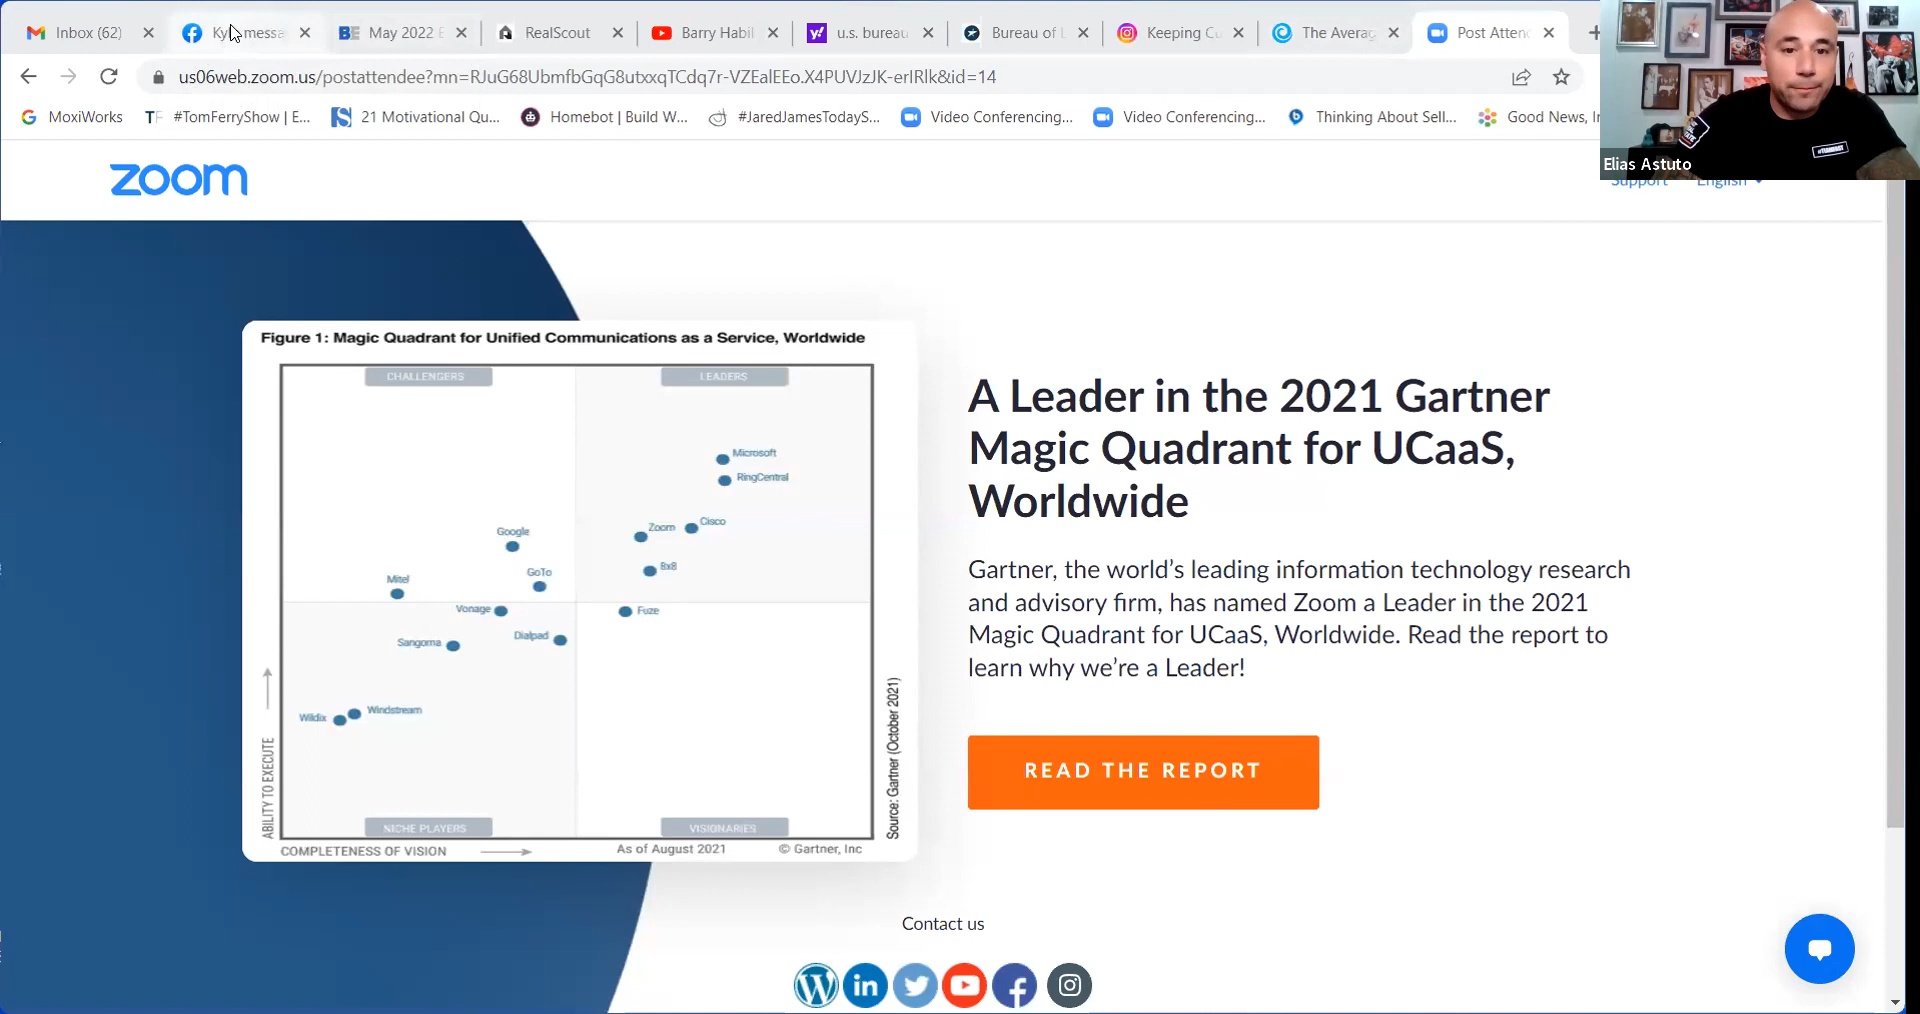 Inbox (62)
Ky messa
May 2022 E
RealScout
Barry Habil
u.s. bureau
Bureau of L
Keeping Cu
The Averag
Post Atten
us06web.zoom.us/postattendee?mn=RJuG68UbmfbGqG8utxxqTCdq7r-VZEalEEo.X4PUVJzJK-erIRlk&id=14
MoxiWorks
#TomFerryShow | E...
21 Motivational Qu...
Homebot | Build W...
#JaredJamesTodayS...
Video Conferencing...
Video Conferencing...
Thinking About Sell...
Good News, In
Elias Astuto
zoom
Support
English
Figure 1: Magic Quadrant for Unified Communications as a Service, Worldwide
CHALLENGERS
LEADERS
Microsoft
RingCentral
Zoom
Cisco
Google
8x8
GoTo
Mitel
Vonage
Fuze
Dialpad
Sangoma
Windstream
Wildix
ABILITY TO EXECUTE
NICHE PLAYERS
VISIONARIES
COMPLETENESS OF VISION
As of August 2021
© Gartner, Inc
Source: Gartner (October 2021)
A Leader in the 2021 Gartner
Magic Quadrant for UCaaS,
Worldwide
Gartner, the world's leading information technology research
and advisory firm, has named Zoom a Leader in the 2021
Magic Quadrant for UCaaS, Worldwide. Read the report to
learn why we're a Leader!
READ THE REPORT
Contact us